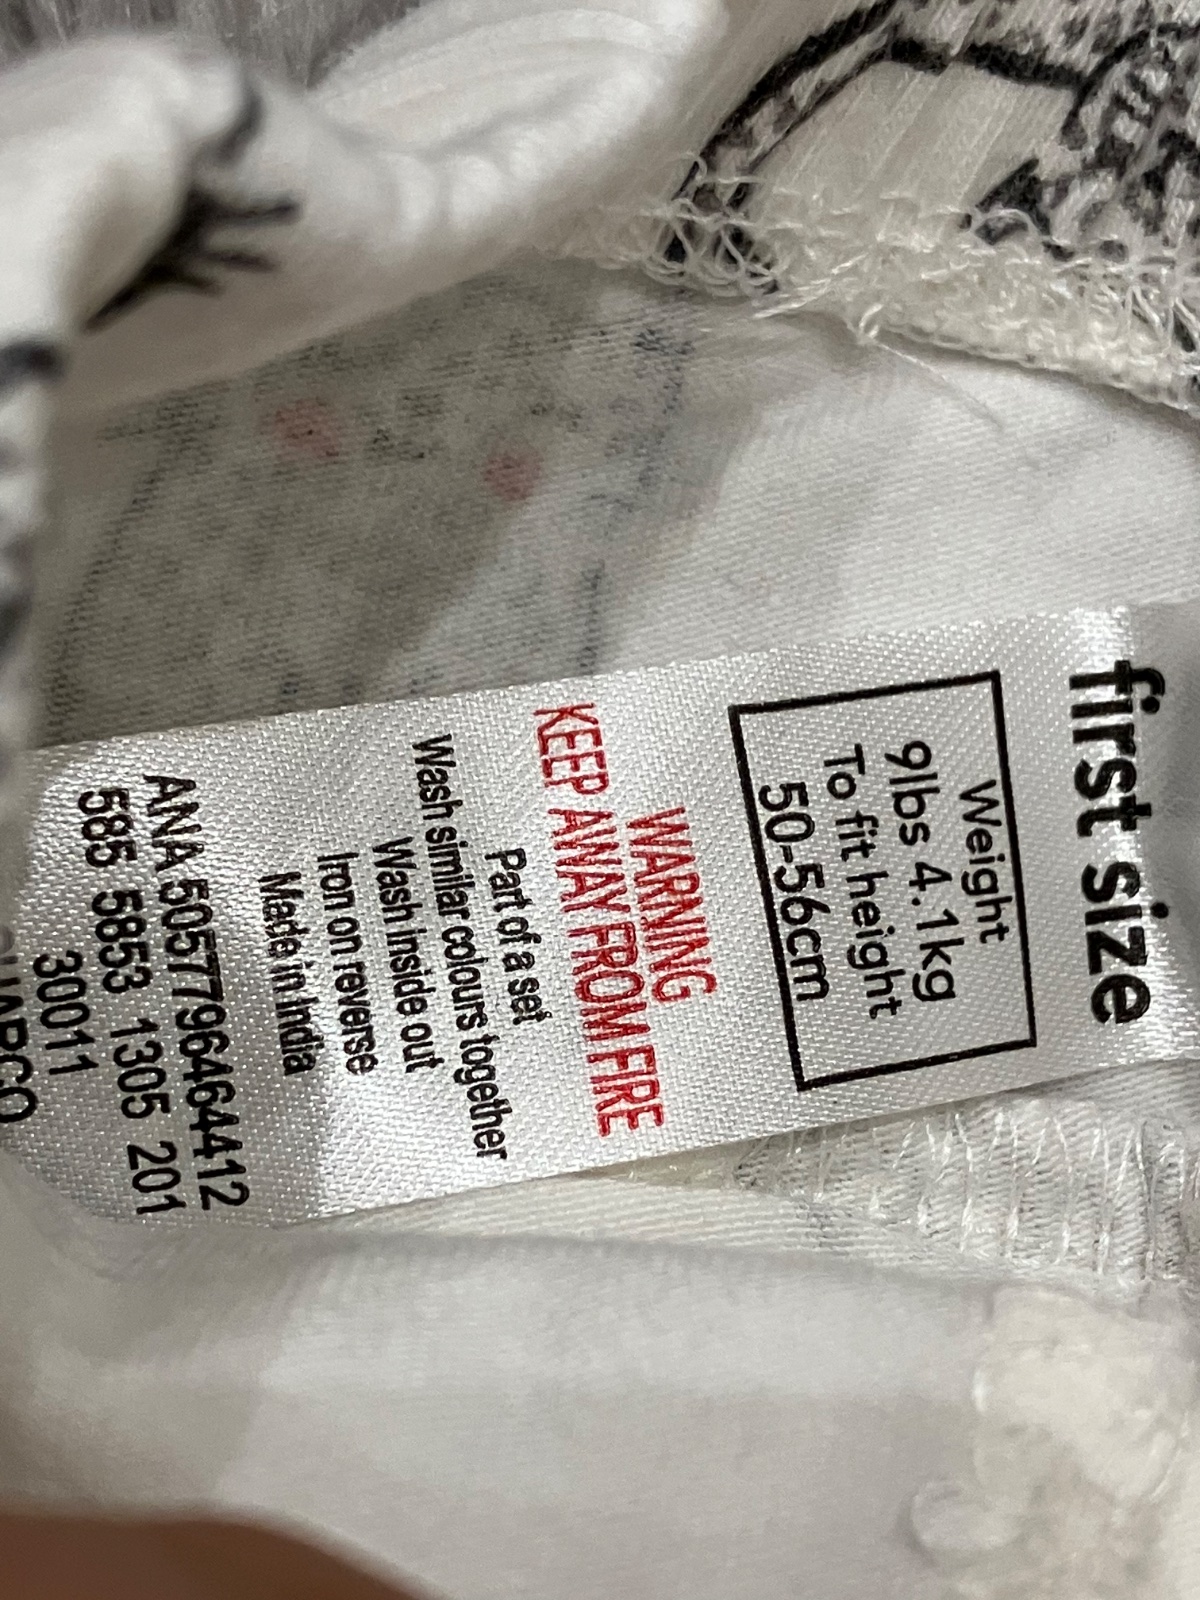 first size
Weight
9lbs 4.1kg
To fit height
50-56cm
WARNING
KEEP AWAY FROM FIRE
Part of a set
Wash similar colours together
Wash inside out
Iron on reverse
Made in India
ANA 5057796464412
585 5853 1305 201
30011